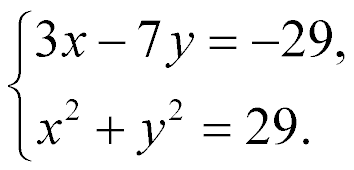 3x − 7y = −29,
x² + y² = 29.